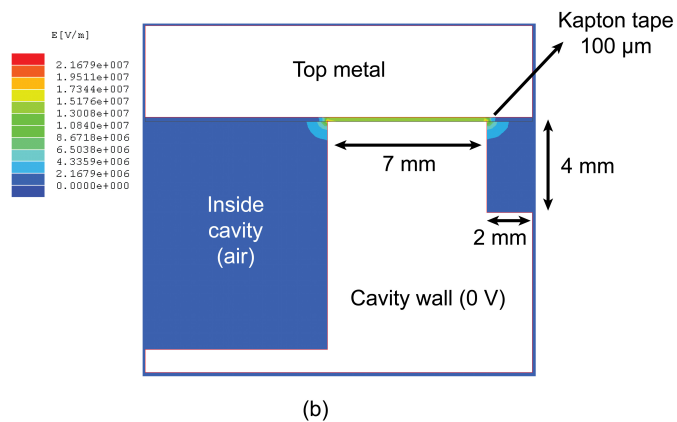 E[V/m]
2.1679e+007
1.9511e+007
1.7344e+007
1.5176e+007
1.3008e+007
1.0840e+007
8.6718e+006
6.5038e+006
4.3359e+006
2.1679e+006
0.0000e+000
Kapton tape
100 µm
Top metal
7 mm
4 mm
2 mm
Inside
cavity
(air)
Cavity wall (0 V)
(b)